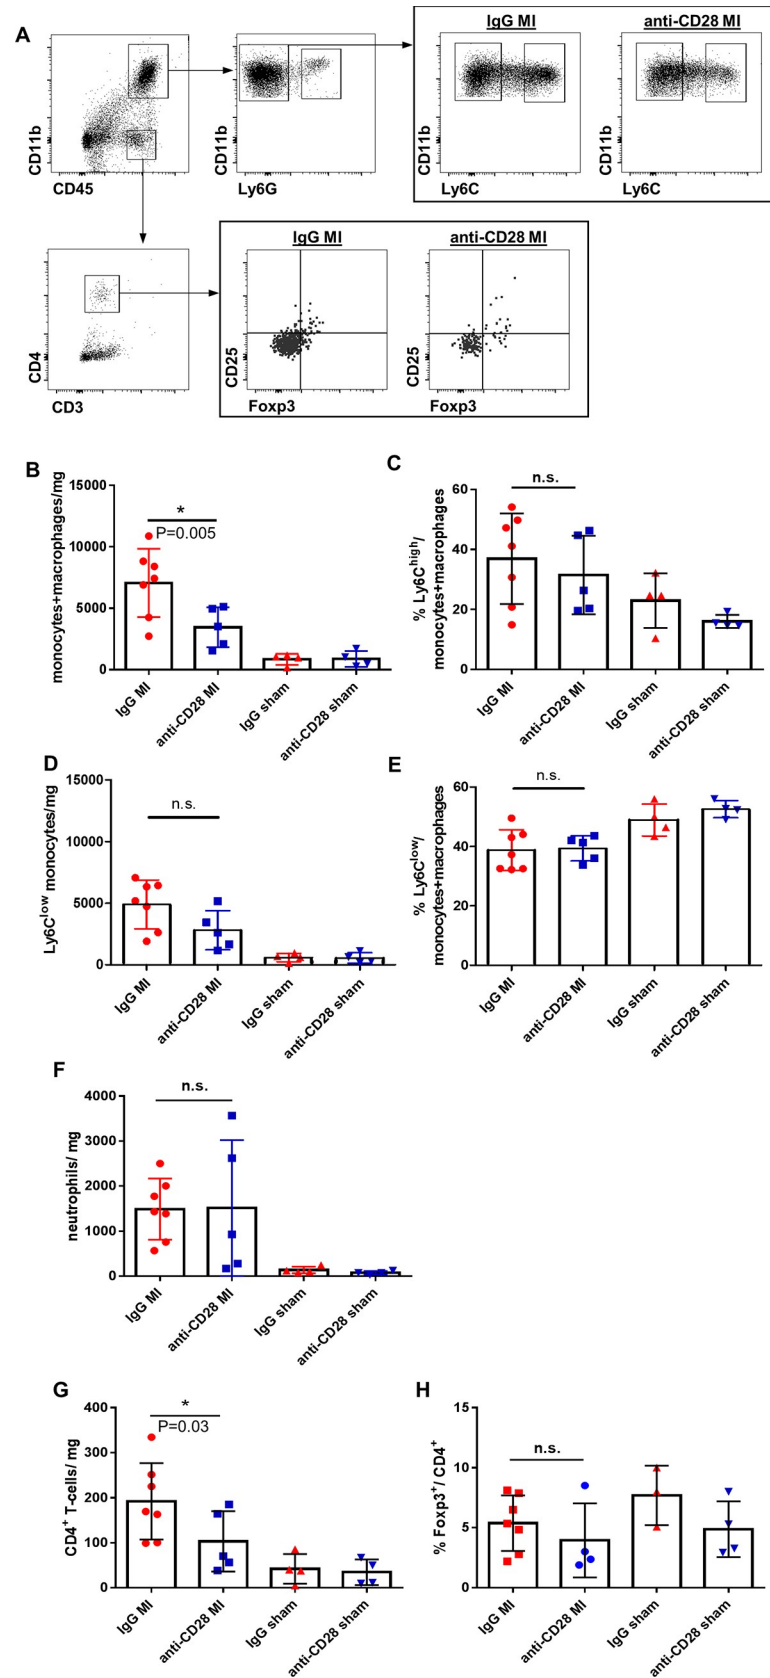 A
IgG MI
anti-CD28 MI
CD11b
CD45
CD11b
Ly6G
CD11b
Ly6C
CD11b
Ly6C
IgG MI
anti-CD28 MI
CD4
CD3
CD25
Foxp3
CD25
Foxp3
B
monocytes+macrophages/mg
15000
10000
5000
0
*
P=0.005
IgG MI
anti-CD28 MI
IgG sham
anti-CD28 sham
C
% Ly6Chigh/
monocytes+macrophages
60
40
20
0
n.s.
IgG MI
anti-CD28 MI
IgG sham
anti-CD28 sham
D
Ly6Clow monocytes/mg
15000
10000
5000
0
n.s.
IgG MI
anti-CD28 MI
IgG sham
anti-CD28 sham
E
% Ly6Clow/
monocytes+macrophages
60
40
20
0
n.s.
IgG MI
anti-CD28 MI
IgG sham
anti-CD28 sham
F
neutrophils/ mg
4000
3000
2000
1000
0
n.s.
IgG MI
anti-CD28 MI
IgG sham
anti-CD28 sham
G
CD4+ T-cells/ mg
400
300
200
100
0
*
P=0.03
IgG MI
anti-CD28 MI
IgG sham
anti-CD28 sham
H
% Foxp3+/ CD4+
15
10
5
0
n.s.
IgG MI
anti-CD28 MI
IgG sham
anti-CD28 sham